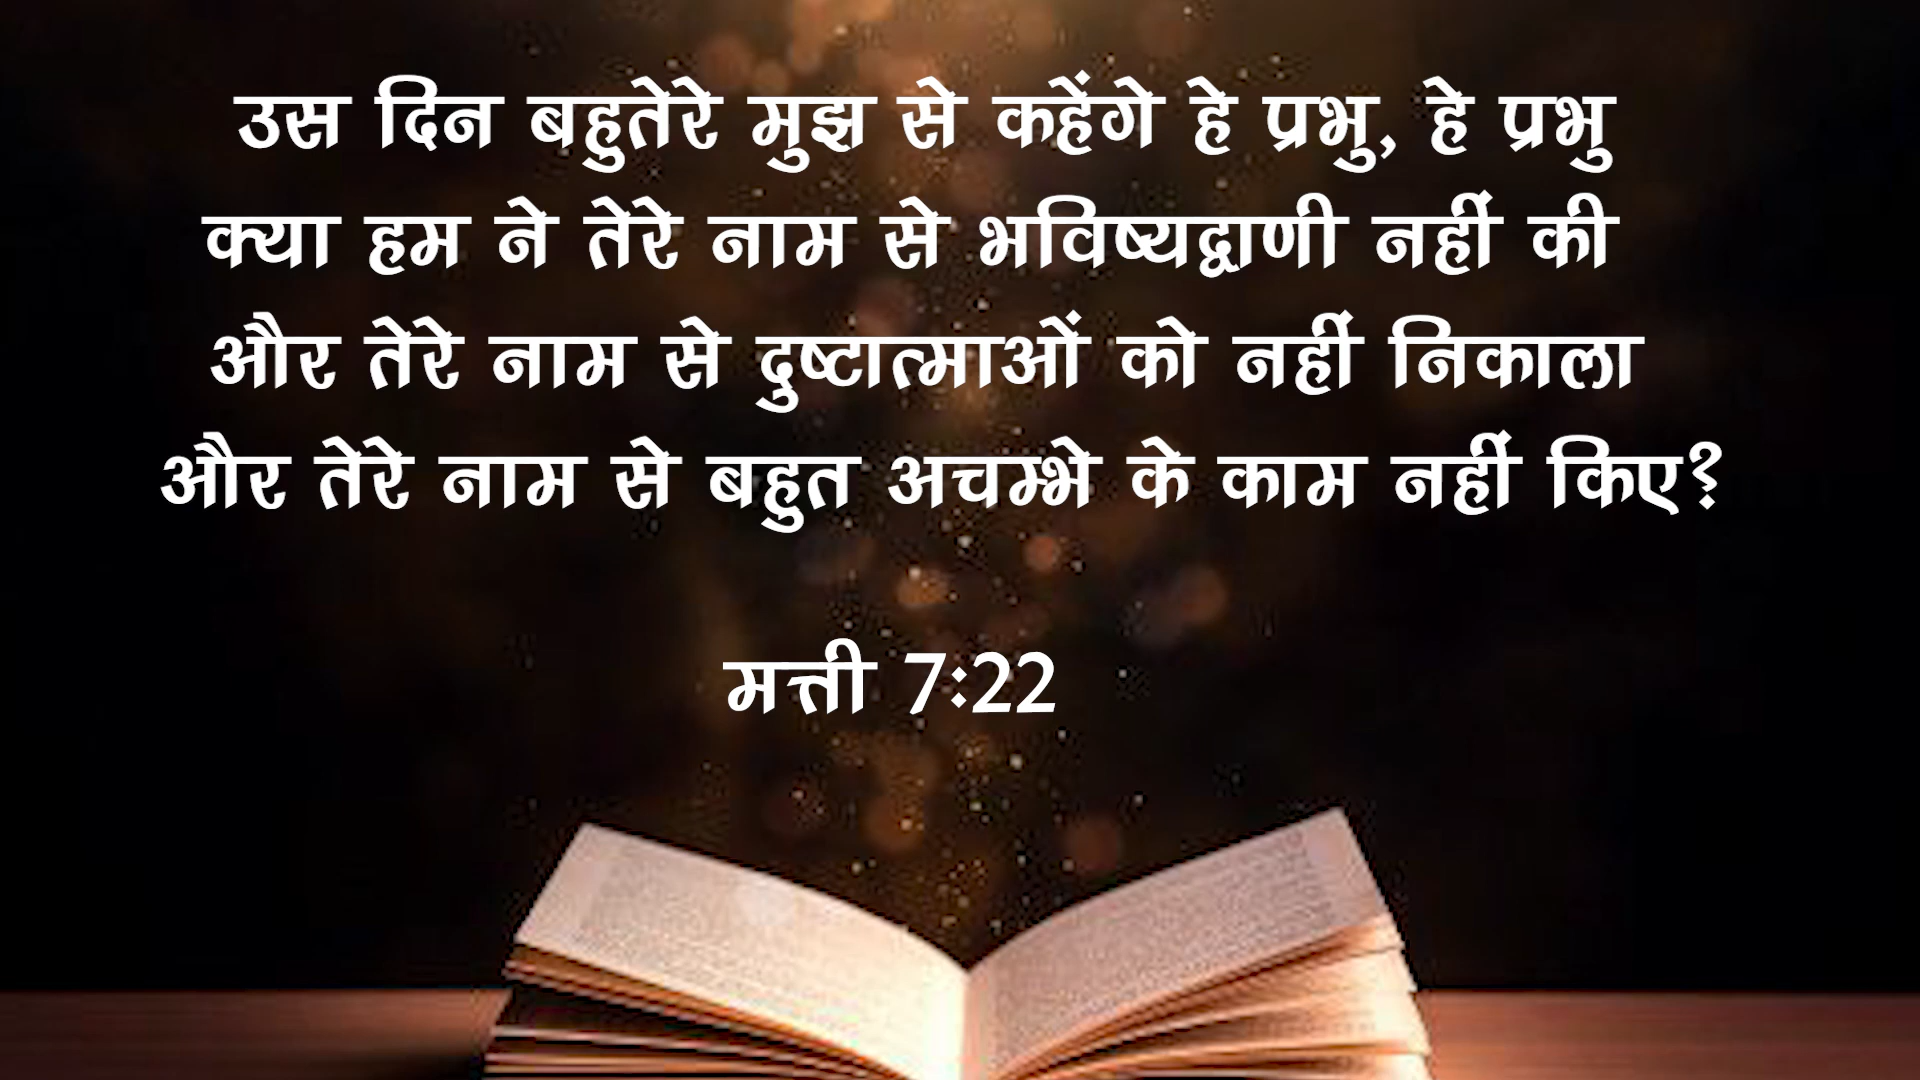 उस दिन बहुतेरे मुझ से कहेंगे हे प्रभु, हे प्रभु
क्या हम ने तेरे नाम से भविष्यद्वाणी नहीं की
और तेरे नाम से दुष्टात्माओं को नहीं निकाला
और तेरे नाम से बहुत अचम्भे के काम नहीं किए?
मत्ती 7:22